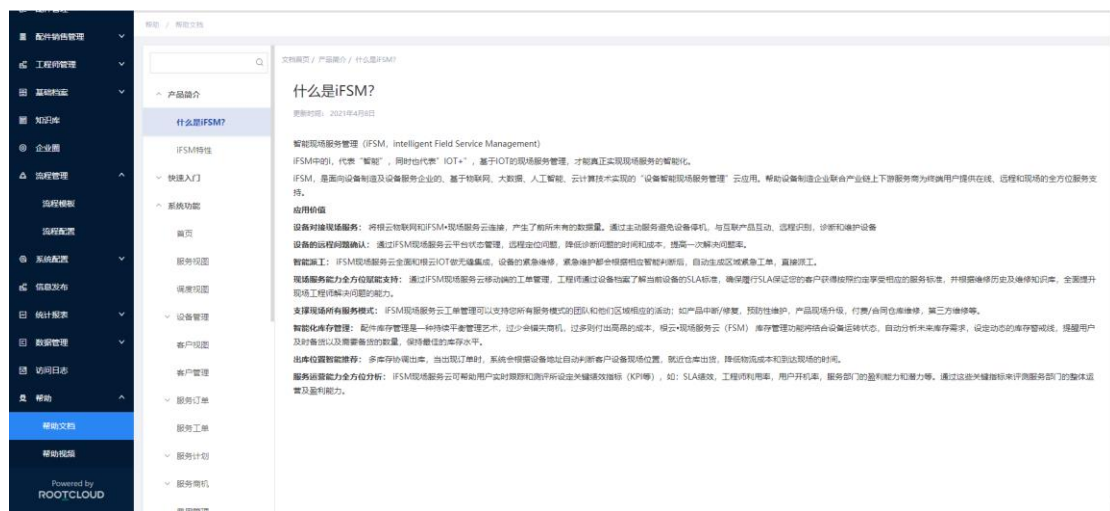 配件销售管理
工程师管理
基础档案
知识库
企业圈
流程管理
流程模板
流程配置
系统配置
信息发布
统计报表
数据管理
访问日志
帮助
帮助文档
帮助视频
Powered by
ROOTCLOUD
帮助 / 帮助文档
产品简介
什么是iFSM?
iFSM特性
快速入门
系统功能
首页
服务视图
调度视图
设备管理
客户视图
客户管理
服务订单
服务工单
服务计划
服务商机
文档首页 / 产品简介 / 什么是iFSM?
什么是iFSM?
更新时间: 2021年4月8日
智能现场服务管理（iFSM, intelligent Field Service Management）
iFSM中的I，代表“智能”，同时也代表”IOT+“，基于IOT的现场服务管理，才能真正实现现场服务的智能化。
iFSM，是面向设备制造及设备服务企业的、基于物联网、大数据、人工智能、云计算技术实现的“设备智能现场服务管理”云应用。帮助设备制造企业联合产业链上下游服务商为终端用户提供在线、远程和现场的全方位服务支
持。
应用价值
设备对接现场服务： 将根云物联网和iFSM•现场服务云连接，产生了前所未有的数据量。通过主动服务避免设备停机，与互联产品互动、远程识别，诊断和维护设备
设备的远程问题确认： 通过iFSM现场服务云平台状态管理，远程定位问题，降低诊断问题的时间和成本，提高一次解决问题率。
智能派工： iFSM现场服务云全面和根云IOT做无缝集成，设备的紧急维修，紧急维护都会根据相应智能判断后，自动生成区域紧急工单，直接派工。
现场服务能力全方位赋能支持： 通过iFSM现场服务云移动端的工单管理，工程师通过设备档案了解当前设备的SLA标准，确保履行SLA保证您的客户获得按照约定享受相应的服务标准，并根据维修历史及维修知识库，全面提升
现场工程师解决问题的能力。
支撑现场所有服务模式： iFSM现场服务云工单管理可以支持您所有服务模式的团队和他们区域相应的活动；如产品中断/修复，预防性维护，产品现场升级，付费/合同仓库维修，第三方维修等。
智能化库存管理： 配件库存管理是一种持续平衡管理艺术，过少会错失商机，过多则付出高昂的成本，根云•现场服务云（FSM） 库存管理功能将结合设备运转状态，自动分析未来库存需求，设定动态的库存警戒线，提醒用户
及时备货以及需要备货的数量，保持最佳的库存水平。
出库位置智能推荐： 多库存协调出库，当出现订单时，系统会根据设备地址自动判断客户设备现场位置，就近仓库出货，降低物流成本和到达现场的时间。
服务运营能力全方位分析： iFSM现场服务云可帮助用户实时跟踪和测评所设定关键绩效指标（KPI等），如：SLA绩效，工程师利用率，用户开机率，服务部门的盈利能力和潜力等。通过这些关键指标来评测服务部门的整体运
营及盈利能力。